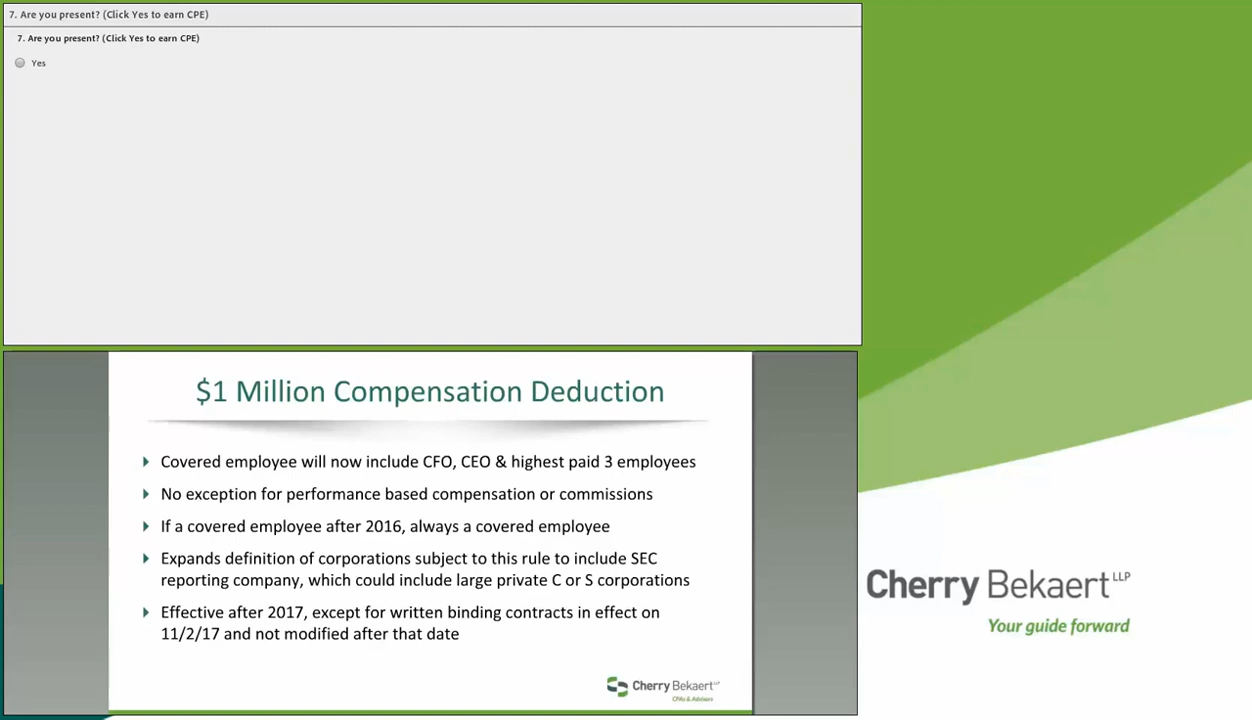 7. Are you present? (Click Yes to earn CPE)
7. Are you present? (Click Yes to earn CPE)
Yes
$1 Million Compensation Deduction
Covered employee will now include CFO, CEO & highest paid 3 employees
No exception for performance based compensation or commissions
If a covered employee after 2016, always a covered employee
Expands definition of corporations subject to this rule to include SEC
reporting company, which could include large private C or S corporations
Effective after 2017, except for written binding contracts in effect on
11/2/17 and not modified after that date
Cherry Bekaert LLP
CPAs & Advisors
Cherry Bekaert LLP
Your guide forward